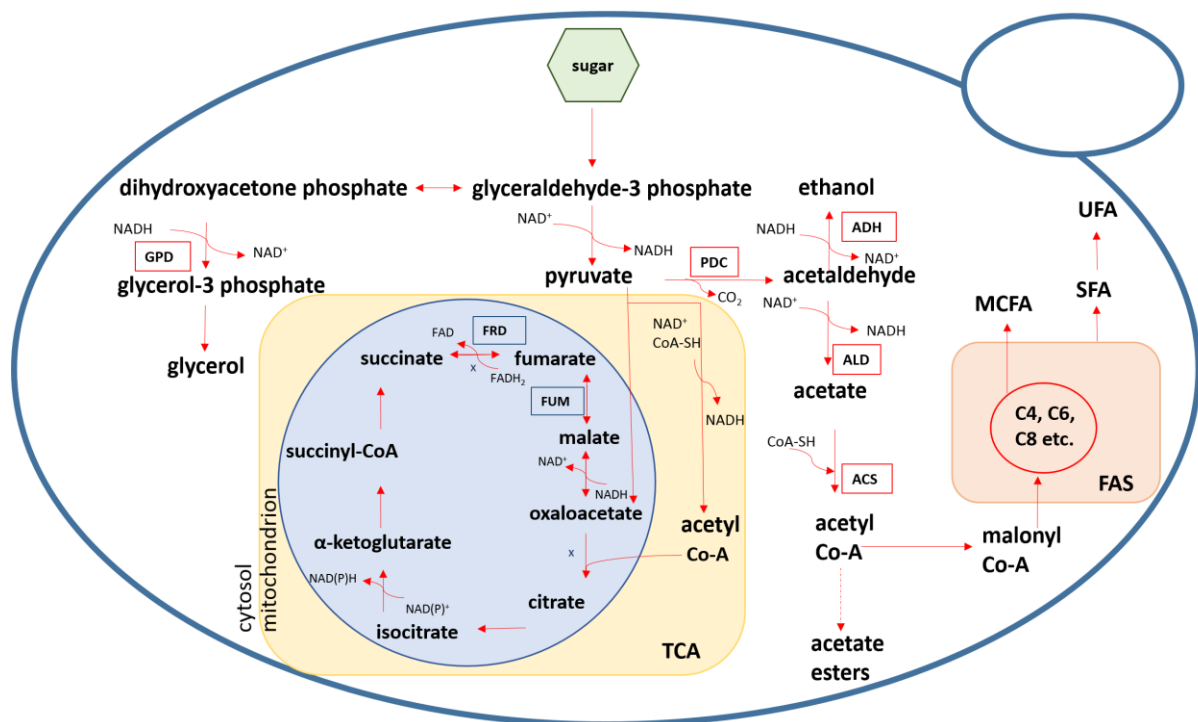 sugar
dihydroxyacetone phosphate
glyceraldehyde-3 phosphate
ethanol
UFA
NADH
GPD
NAD⁺
NAD⁺
NADH
NADH
ADH
NAD⁺
glycerol-3 phosphate
pyruvate
PDC
CO₂
acetaldehyde
MCFA
SFA
glycerol
FAD
FRD
succinate
x
fumarate
FADH₂
NAD⁺
CoA-SH
NADH
NAD⁺
NADH
ALD
acetate
FUM
malate
succinyl-CoA
NAD⁺
NADH
oxaloacetate
CoA-SH
ACS
C4, C6,
C8 etc.
FAS
α-ketoglutarate
x
acetyl
Co-A
acetyl
Co-A
malonyl
Co-A
NAD(P)H
NAD(P)⁺
citrate
isocitrate
TCA
cytosol
mitochondrion
acetate
esters